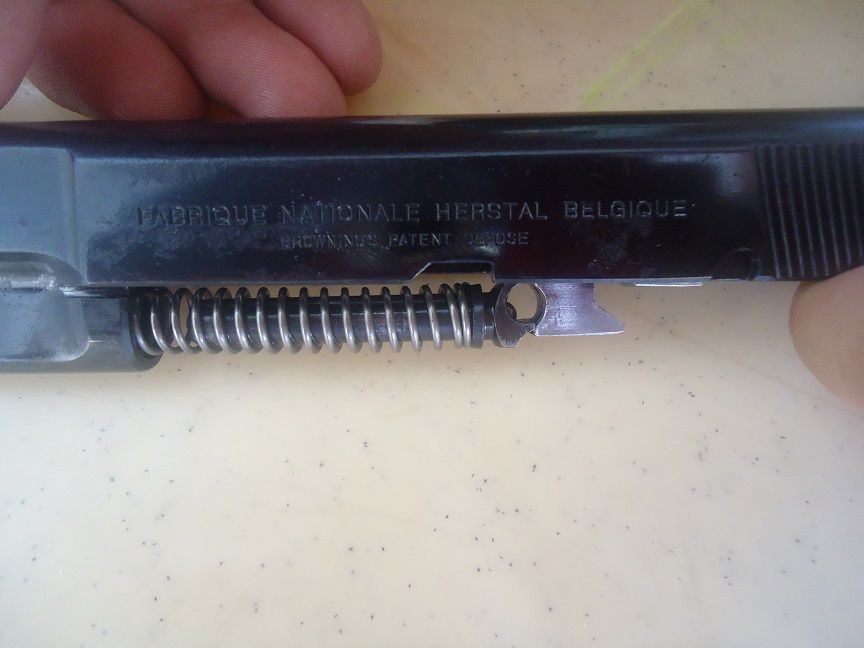 FABRIQUE NATIONALE HERSTAL BELGIQUE
BROWNING'S PATENT DEPOSE